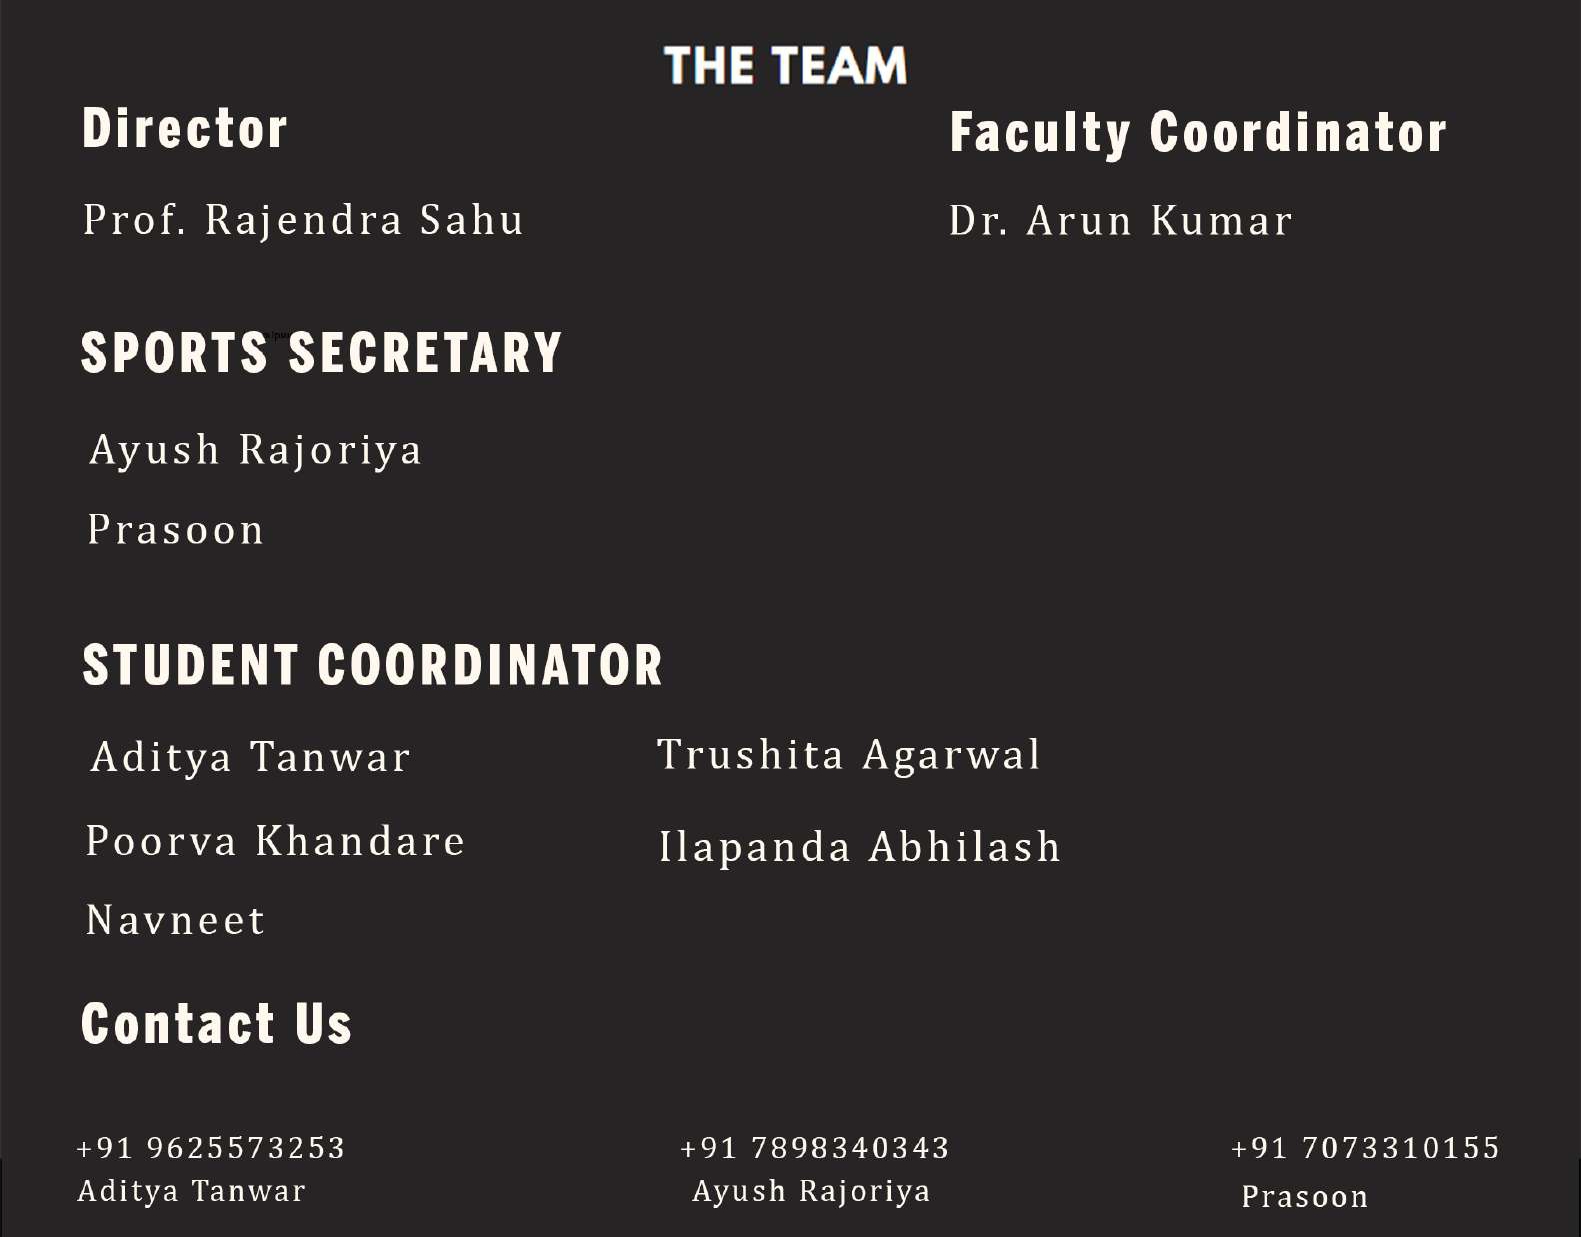 THE TEAM
Director
Faculty Coordinator
Prof. Rajendra Sahu
Dr. Arun Kumar
SPORTS SECRETARY
Ayush Rajoriya
Prasoon
STUDENT COORDINATOR
Aditya Tanwar
Trushita Agarwal
Poorva Khandare
Ilapanda Abhilash
Navneet
Contact Us
+91 9625573253
+91 7898340343
+91 7073310155
Aditya Tanwar
Ayush Rajoriya
Prasoon